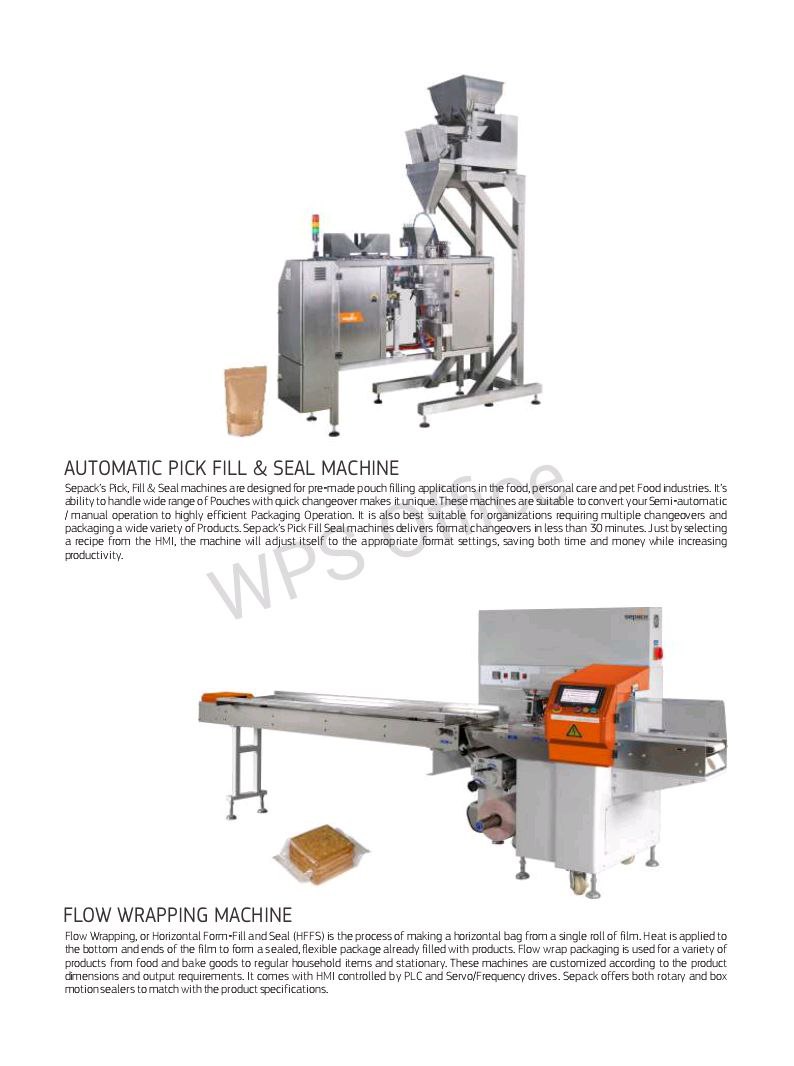 AUTOMATIC PICK FILL & SEAL MACHINE
Sepack's Pick, Fill & Seal machines are designed for pre-made pouch filling applications in the food, personal care and pet Food industries. It's
ability to handle wide range of Pouches with quick changeover makes it unique. These machines are suitable to convert your Semi-automatic
/ manual operation to highly efficient Packaging Operation. It is also best suitable for organizations requiring multiple changeovers and
packaging a wide variety of Products. Sepack's Pick Fill Seal machines delivers format changeovers in less than 30 minutes. Just by selecting
a recipe from the HMI, the machine will adjust itself to the appropriate format settings, saving both time and money while increasing
productivity.
WPS Office
sepack
FLOW WRAPPING MACHINE
Flow Wrapping, or Horizontal Form-Fill and Seal (HFFS) is the process of making a horizontal bag from a single roll of film. Heat is applied to
the bottom and ends of the film to form a sealed, flexible package already filled with products. Flow wrap packaging is used for a variety of
products from food and bake goods to regular household items and stationary. These machines are customized according to the product
dimensions and output requirements. It comes with HMI controlled by PLC and Servo/Frequency drives. Sepack offers both rotary and box
motion sealers to match with the product specifications.